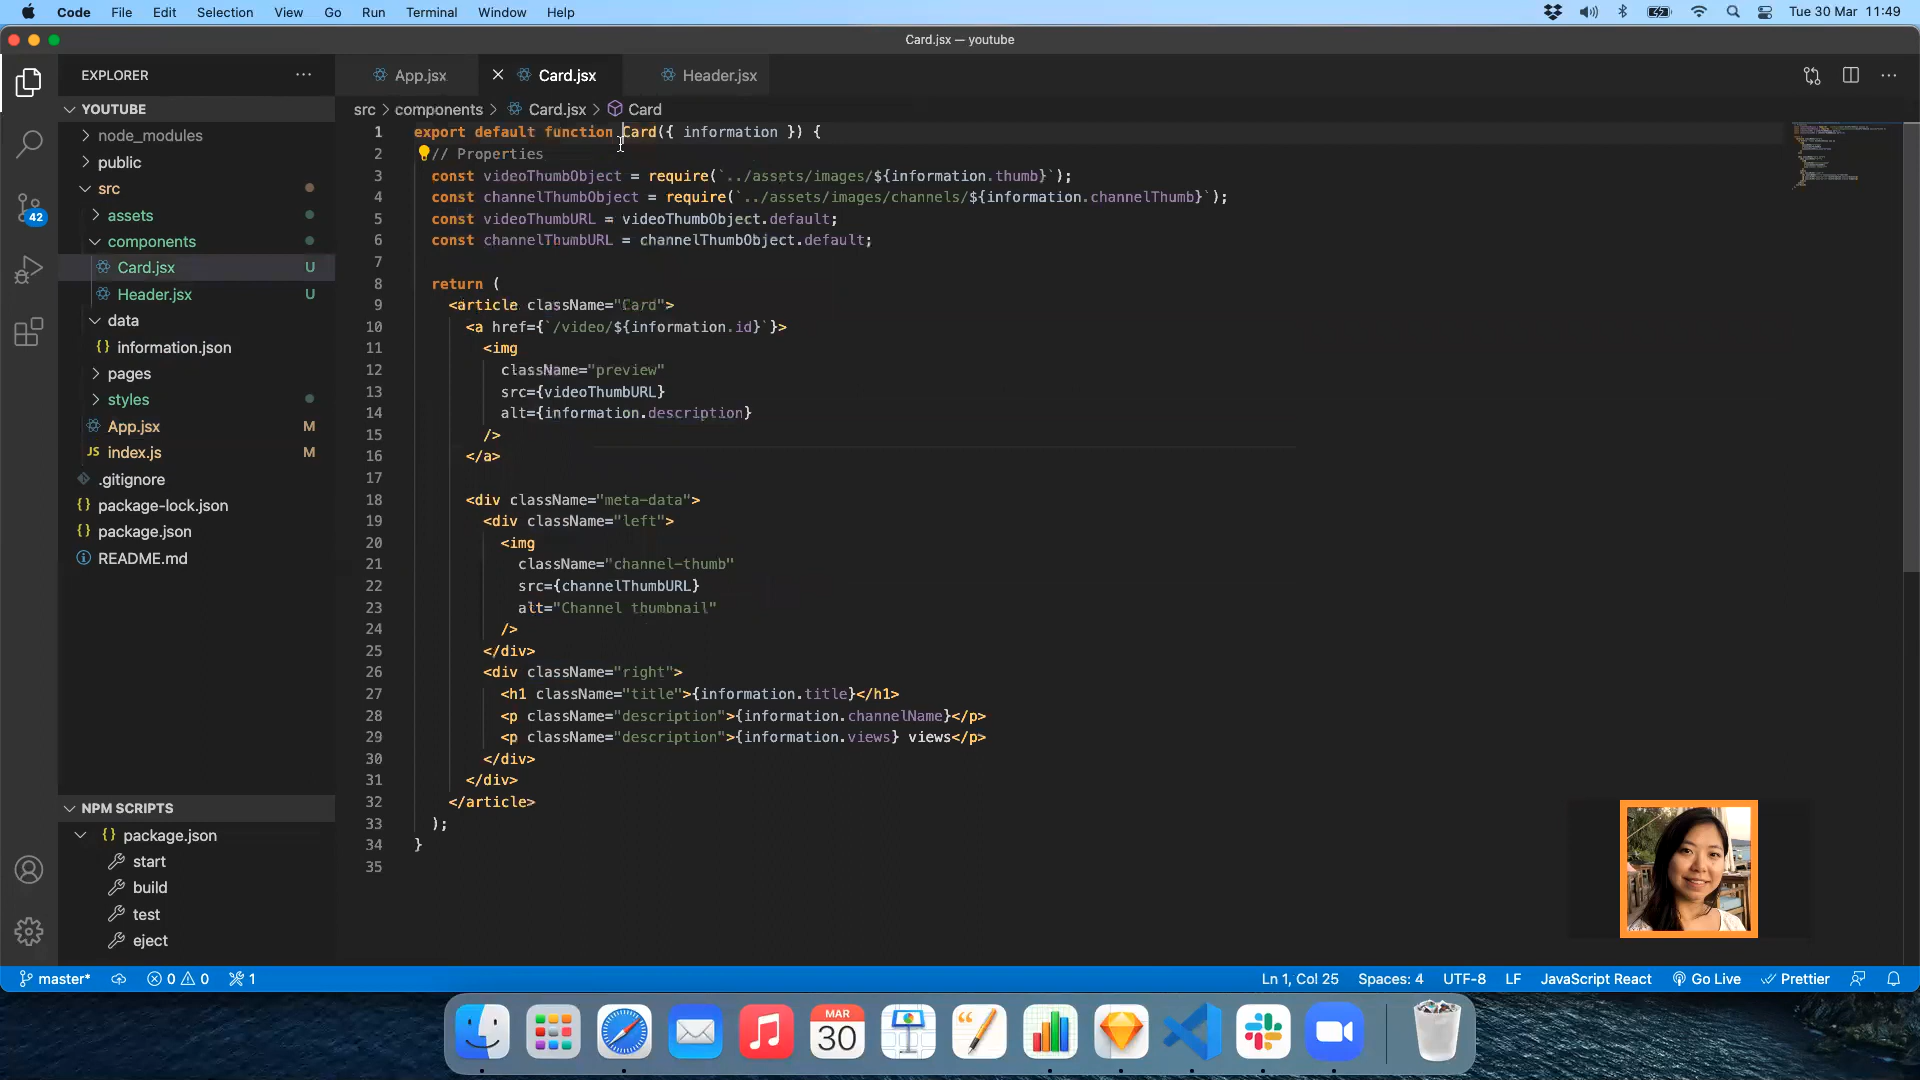 Code File Edit Selection View Go Run Terminal Window Help Tue 30 Mar 11:49
Card.jsx — youtube
EXPLORER
App.jsx
Card.jsx
Header.jsx
YOUTUBE
node_modules
public
src
assets
components
Card.jsx U
Header.jsx U
data
information.json
pages
styles
App.jsx M
JS index.js M
.gitignore
package-lock.json
package.json
README.md
42
NPM SCRIPTS
package.json
start
build
test
eject
src > components > Card.jsx > Card
1 export default function Card({ information }) {
2 // Properties
3 const videoThumbObject = require(`../assets/images/${information.thumb}`);
4 const channelThumbObject = require(`../assets/images/channels/${information.channelThumb}`);
5 const videoThumbURL = videoThumbObject.default;
6 const channelThumbURL = channelThumbObject.default;
7
8 return (
9 <article className="Card">
10 <a href={`/video/${information.id}`}>
11 <img
12 className="preview"
13 src={videoThumbURL}
14 alt={information.description}
15 />
16 </a>
17
18 <div className="meta-data">
19 <div className="left">
20 <img
21 className="channel-thumb"
22 src={channelThumbURL}
23 alt="Channel thumbnail"
24 />
25 </div>
26 <div className="right">
27 <h1 className="title">{information.title}</h1>
28 <p className="description">{information.channelName}</p>
29 <p className="description">{information.views} views</p>
30 </div>
31 </div>
32 </article>
33 );
34 }
35
master* 0 0 1 Ln 1, Col 25 Spaces: 4 UTF-8 LF JavaScript React Go Live Prettier
MAR
30